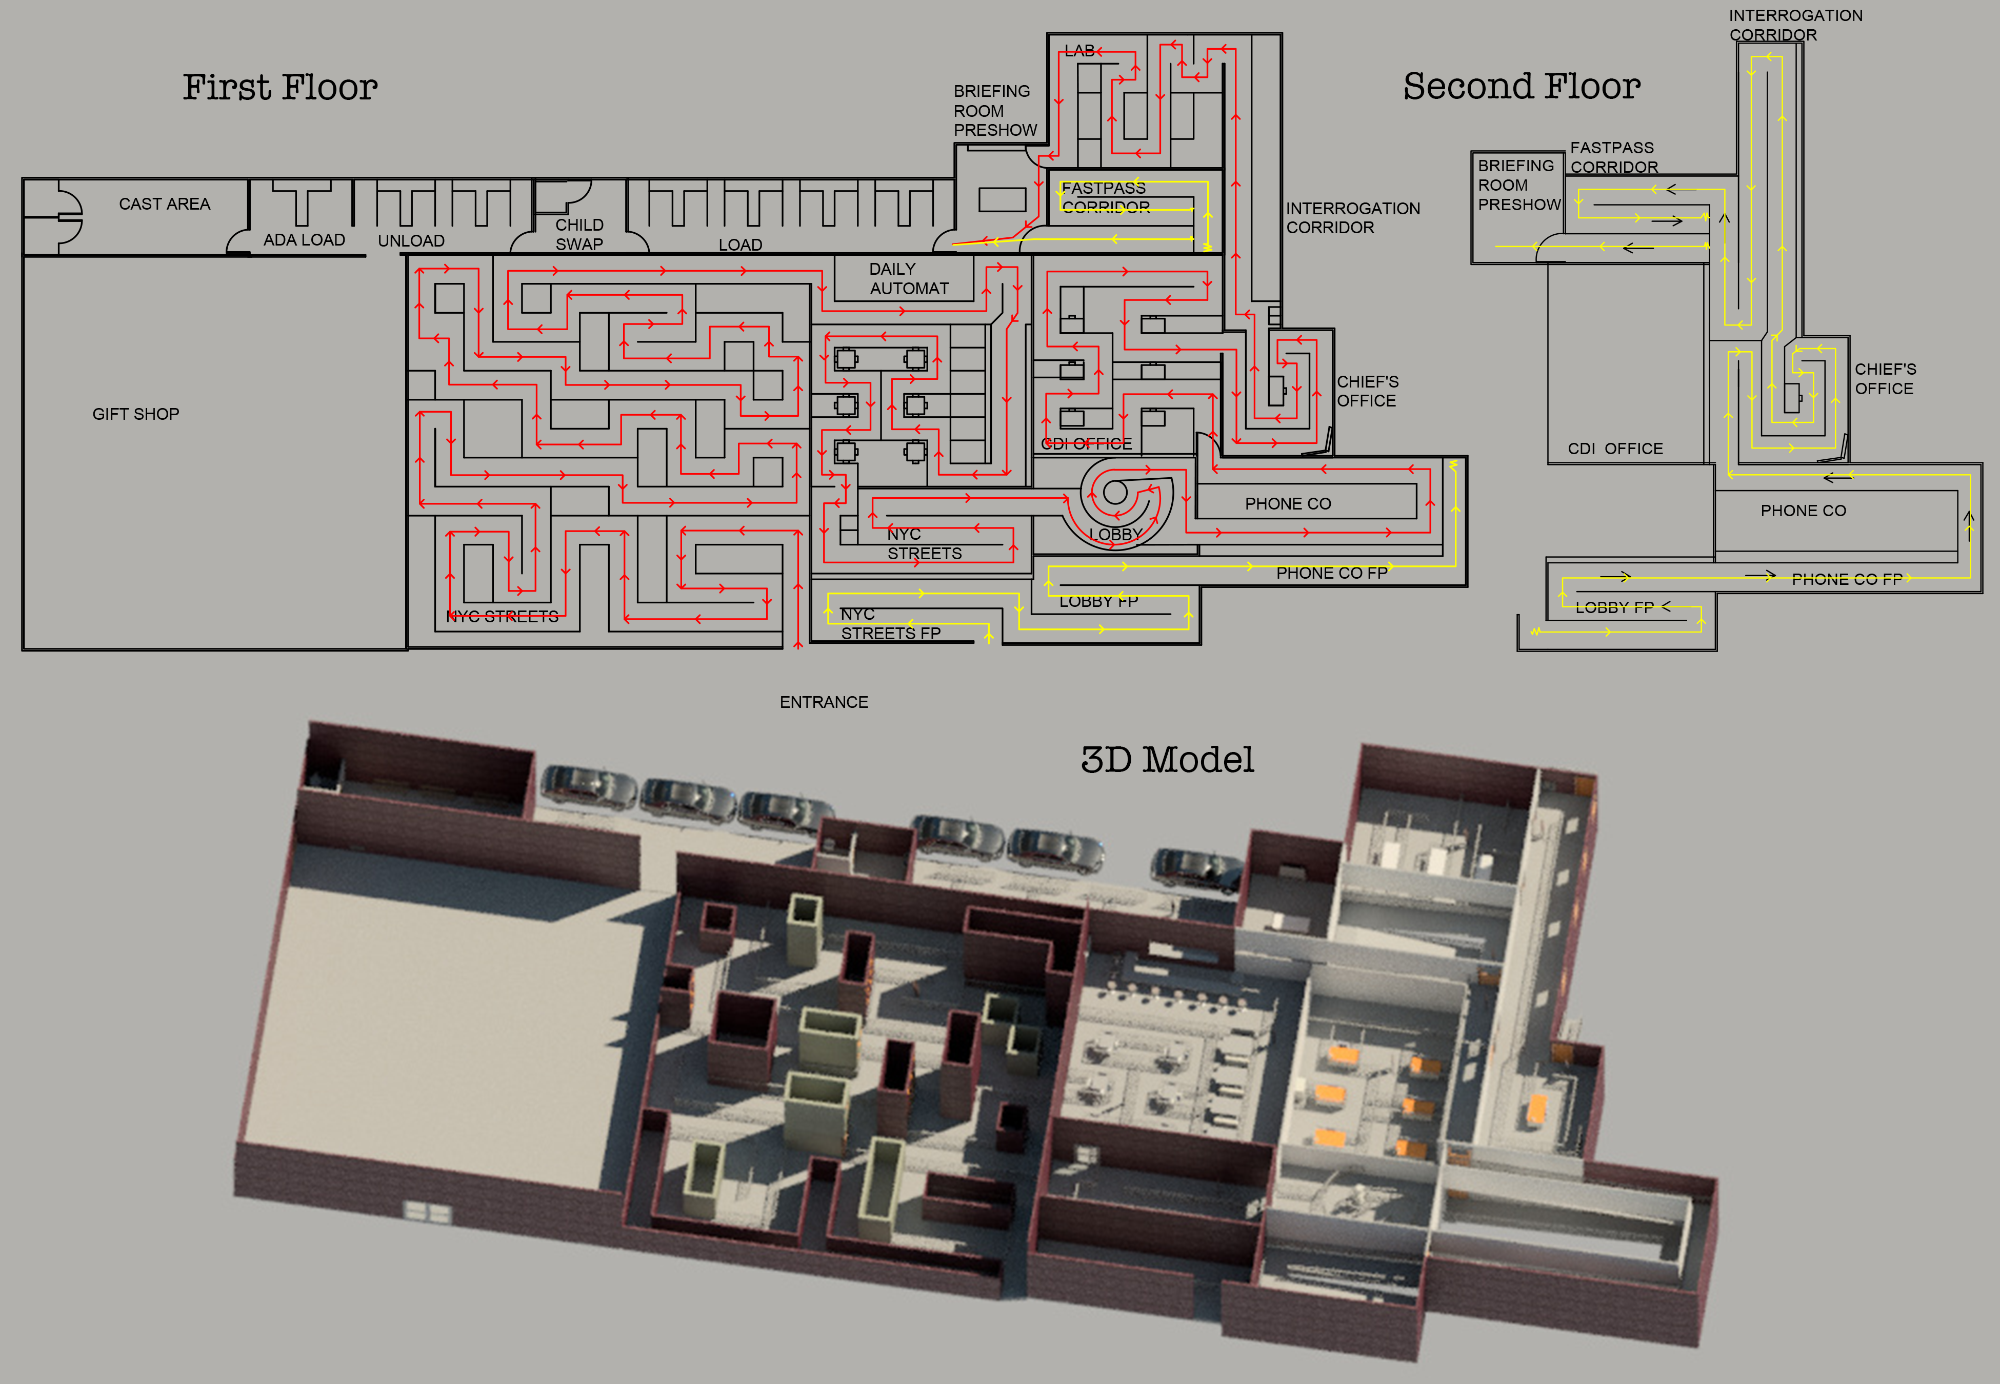 First Floor
CAST AREA
ADA LOAD
UNLOAD
CHILD
SWAP
LOAD
BRIEFING
ROOM
PRESHOW
LAB
FASTPASS
CORRIDOR
INTERROGATION
CORRIDOR
GIFT SHOP
DAILY
AUTOMAT
CHIEF'S
OFFICE
CDI OFFICE
PHONE CO
LOBBY
NYC
STREETS
PHONE CO FP
LOBBY FP
NYC STREETS
NYC
STREETS FP
ENTRANCE
Second Floor
INTERROGATION
CORRIDOR
FASTPASS
CORRIDOR
BRIEFING
ROOM
PRESHOW
CHIEF'S
OFFICE
CDI OFFICE
PHONE CO
PHONE CO FP
LOBBY FP
3D Model